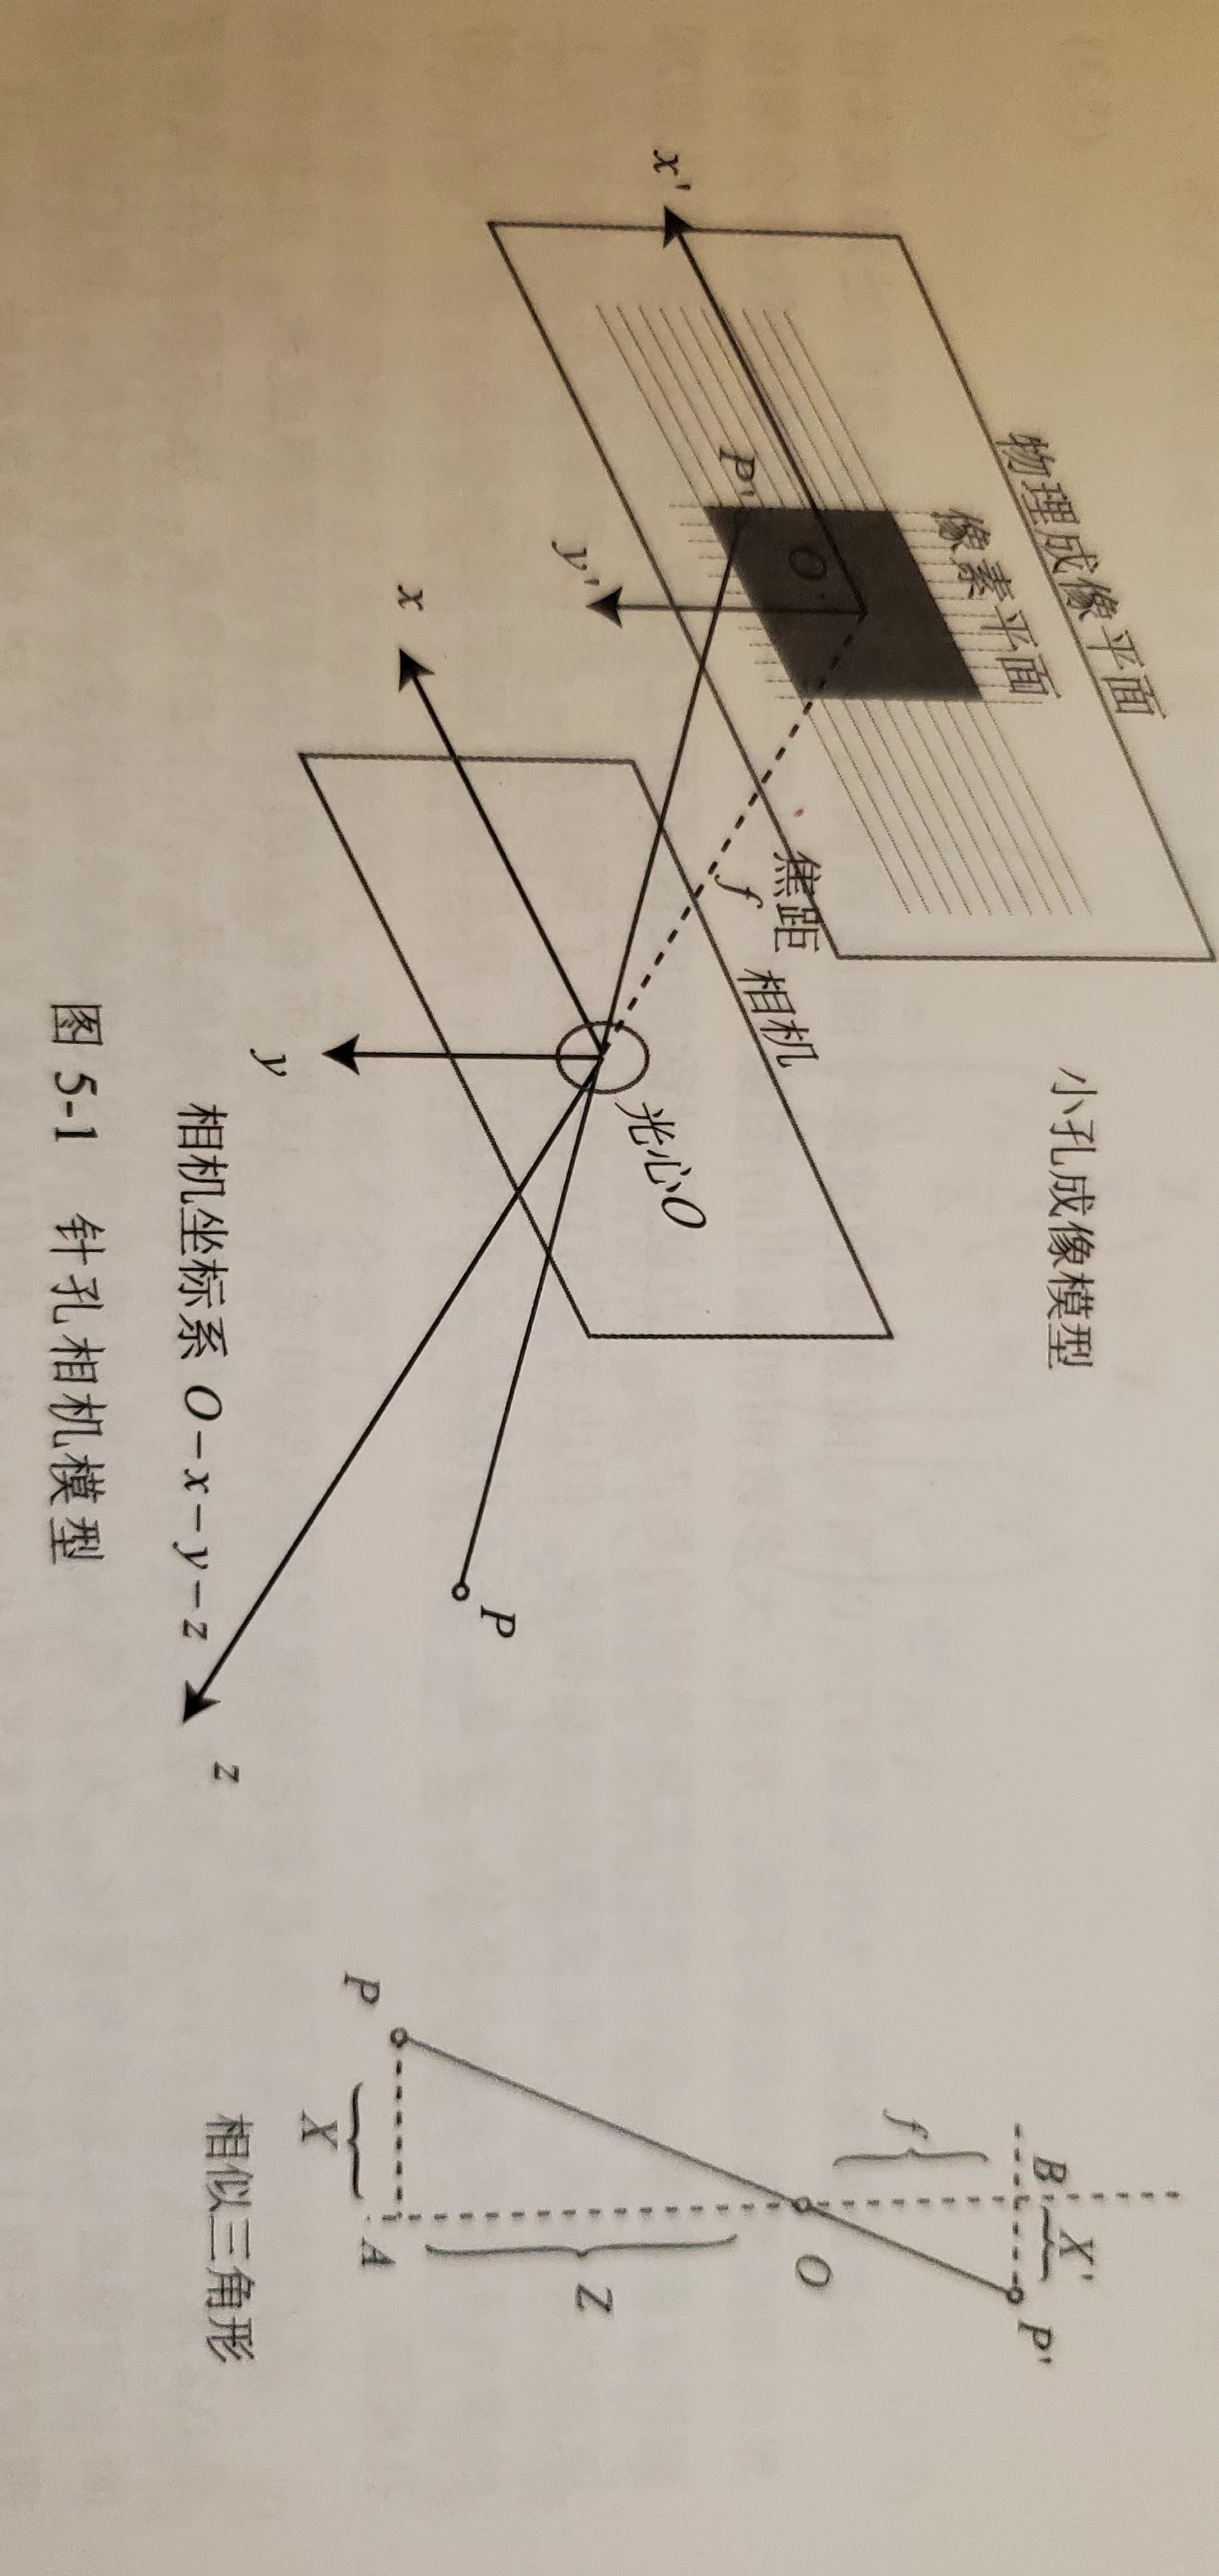 物理成像平面
像素平面
小孔成像模型
O'
P'
x'
y'
焦距
f
相机
光心O
P
x
y
z
相机坐标系 O-x-y-z
X'
B
P'
f
O
Z
P
A
X
相似三角形
图 5-1 针孔相机模型